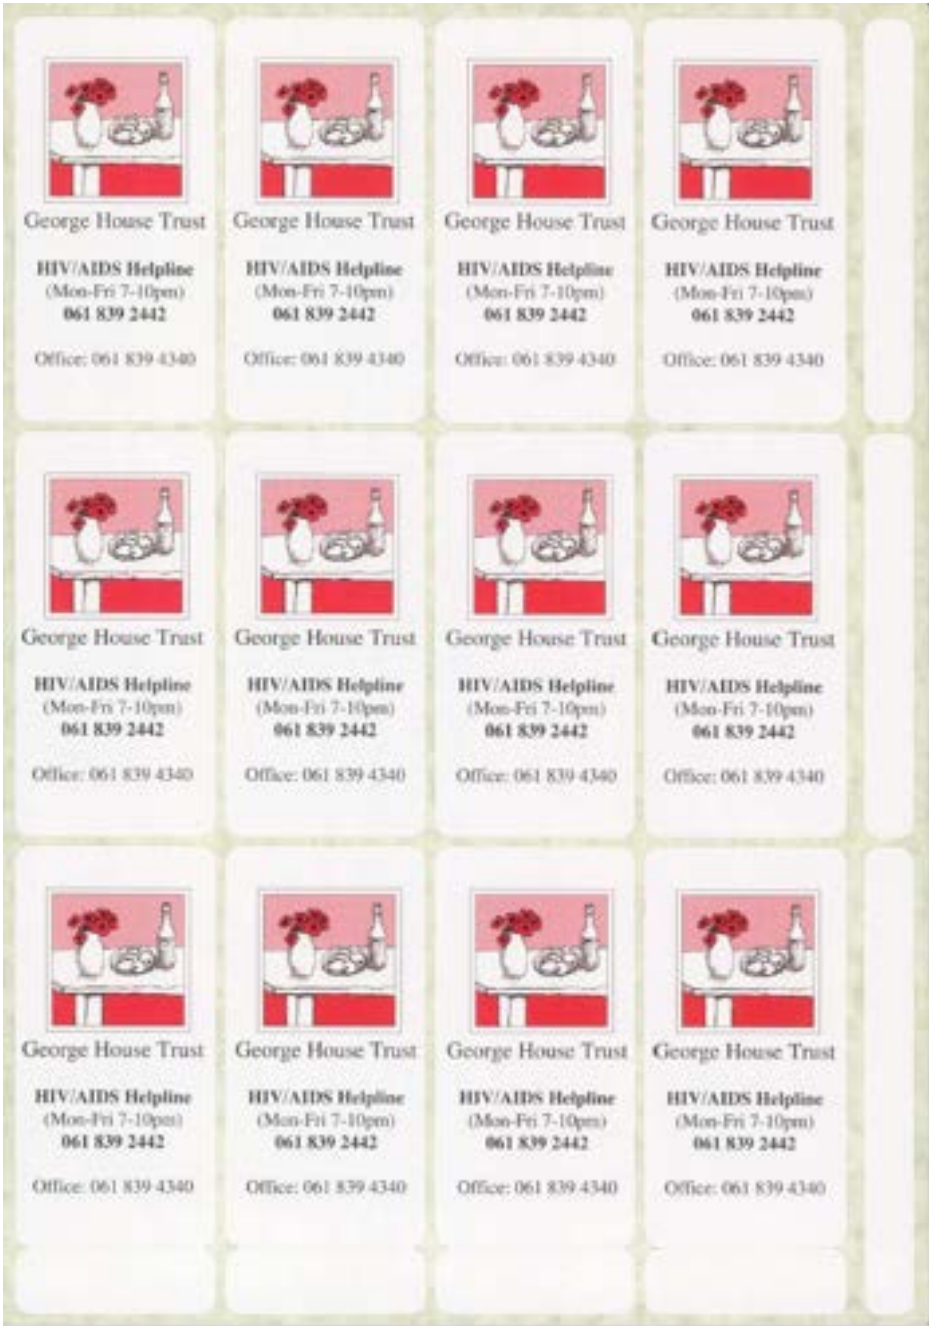 George House Trust
HIV/AIDS Helpline
(Mon-Fri 7-10pm)
061 839 2442
Office: 061 839 4340
George House Trust
HIV/AIDS Helpline
(Mon-Fri 7-10pm)
061 839 2442
Office: 061 839 4340
George House Trust
HIV/AIDS Helpline
(Mon-Fri 7-10pm)
061 839 2442
Office: 061 839 4340
George House Trust
HIV/AIDS Helpline
(Mon-Fri 7-10pm)
061 839 2442
Office: 061 839 4340
George House Trust
HIV/AIDS Helpline
(Mon-Fri 7-10pm)
061 839 2442
Office: 061 839 4340
George House Trust
HIV/AIDS Helpline
(Mon-Fri 7-10pm)
061 839 2442
Office: 061 839 4340
George House Trust
HIV/AIDS Helpline
(Mon-Fri 7-10pm)
061 839 2442
Office: 061 839 4340
George House Trust
HIV/AIDS Helpline
(Mon-Fri 7-10pm)
061 839 2442
Office: 061 839 4340
George House Trust
HIV/AIDS Helpline
(Mon-Fri 7-10pm)
061 839 2442
Office: 061 839 4340
George House Trust
HIV/AIDS Helpline
(Mon-Fri 7-10pm)
061 839 2442
Office: 061 839 4340
George House Trust
HIV/AIDS Helpline
(Mon-Fri 7-10pm)
061 839 2442
Office: 061 839 4340
George House Trust
HIV/AIDS Helpline
(Mon-Fri 7-10pm)
061 839 2442
Office: 061 839 4340